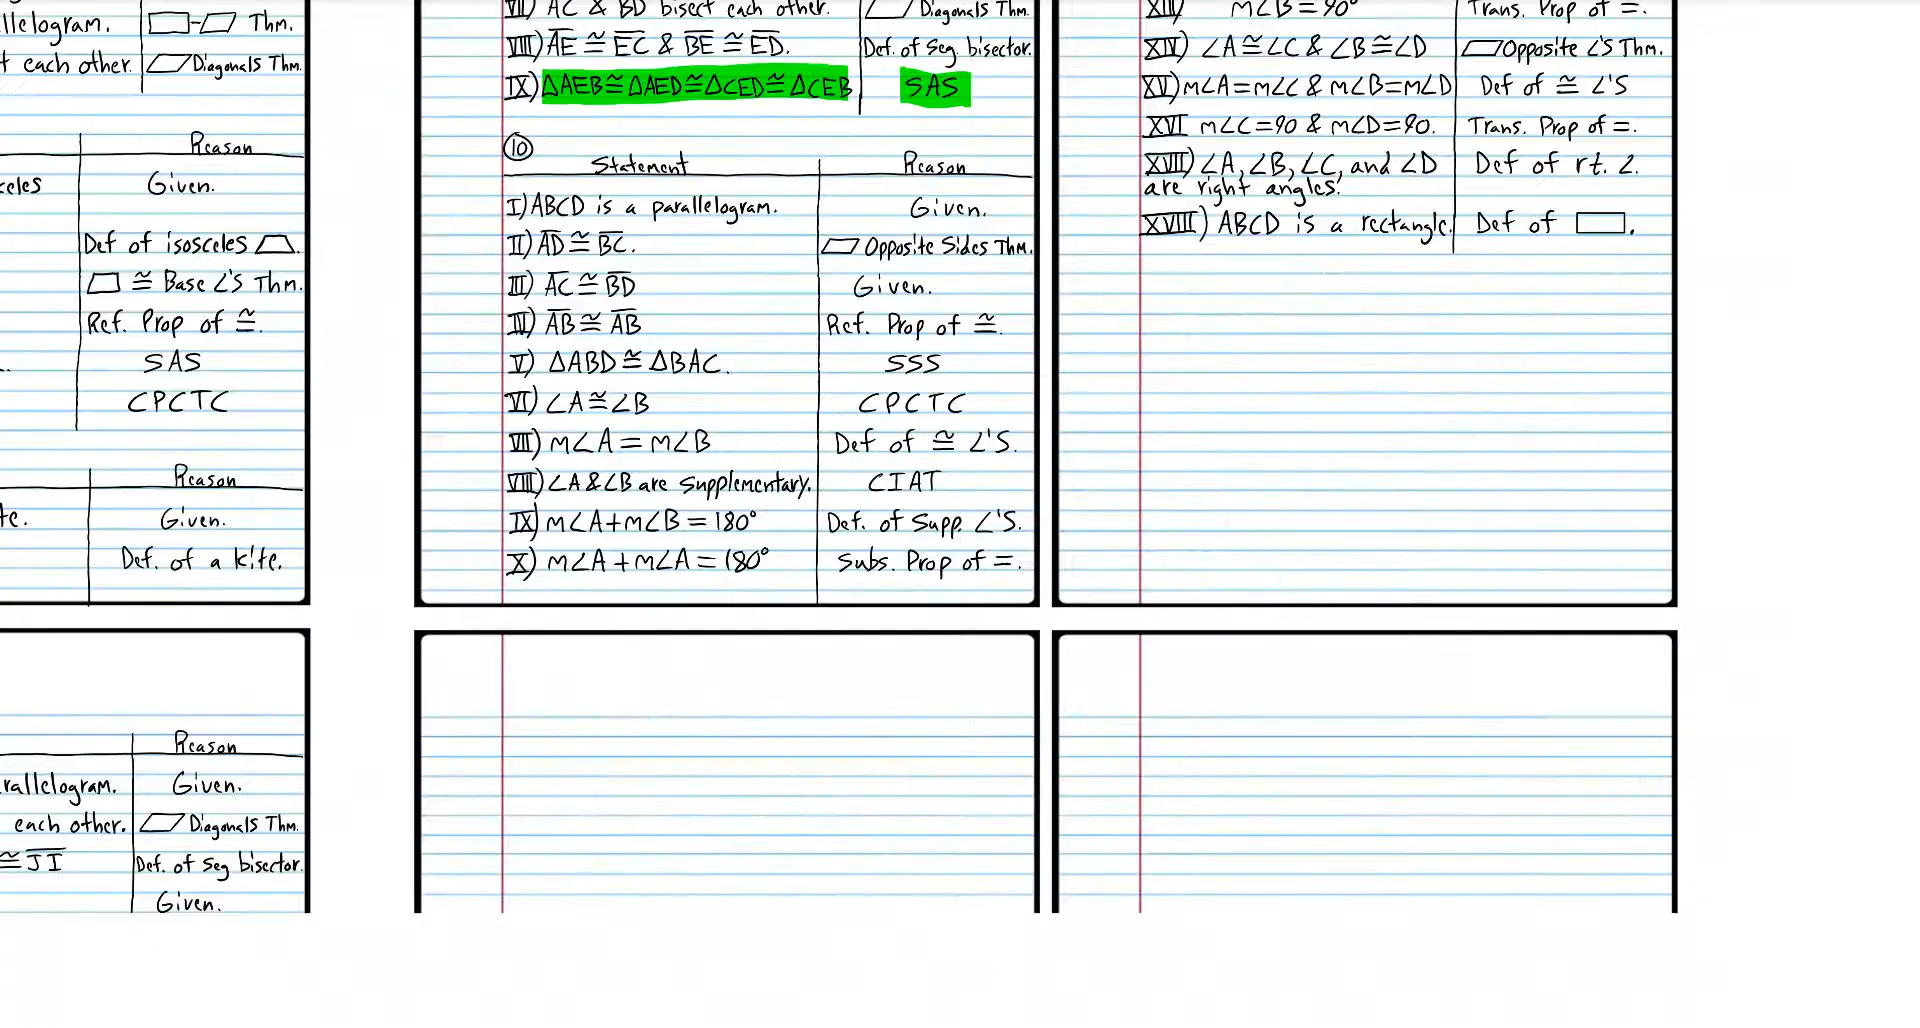 llelogram. ▭-▱ Thm.
t each other. ▱ Diagonals Thm.
Reason
sceles Given.
Def of isosceles ⏢.
⏢ ≅ Base ∠'s Thm.
Ref. Prop of ≅.
SAS
CPCTC
Reason
te. Given.
Def. of a kite.
Reason
rallelogram. Given.
each other. ▱ Diagonals Thm.
≅ JI Def. of seg bisector.
Given.
VII) AC & BD bisect each other. ▱ Diagonals Thm.
VIII) AE ≅ EC & BE ≅ ED. Def. of seg. bisector.
IX) ΔAEB ≅ ΔAED ≅ ΔCED ≅ ΔCEB SAS
10
Statement Reason
I) ABCD is a parallelogram. Given.
II) AD ≅ BC. ▱ Opposite Sides Thm.
III) AC ≅ BD Given.
IV) AB ≅ AB Ref. Prop of ≅.
V) ΔABD ≅ ΔBAC. SSS
VI) ∠A ≅ ∠B CPCTC
VII) m∠A = m∠B Def of ≅ ∠'s.
VIII) ∠A & ∠B are supplementary. CIAT
IX) m∠A + m∠B = 180° Def. of Supp. ∠'s.
X) m∠A + m∠A = 180° Subs. Prop of =.
XIII) m∠B = 90° Trans. Prop of =.
XIV) ∠A ≅ ∠C & ∠B ≅ ∠D ▱ Opposite ∠'s Thm.
XV) m∠A = m∠C & m∠B = m∠D Def of ≅ ∠'s
XVI m∠C = 90 & m∠D = 90. Trans. Prop of =.
XVII) ∠A, ∠B, ∠C, and ∠D Def of rt. ∠.
are right angles.
XVIII) ABCD is a rectangle. Def of ▭.